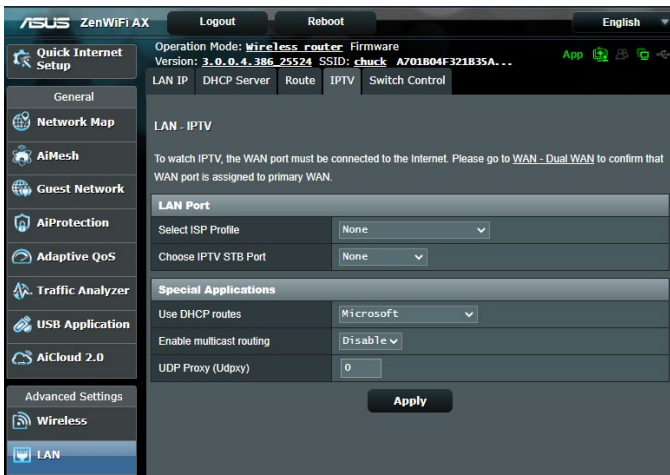 ASUS ZenWiFi AX Logout Reboot English
Quick Internet Setup
Operation Mode: Wireless router Firmware
Version: 3.0.0.4.386_25524 SSID: chuck A701B04F321B35A... App
LAN IP DHCP Server Route IPTV Switch Control
General
Network Map
AiMesh
Guest Network
AiProtection
Adaptive QoS
Traffic Analyzer
USB Application
AiCloud 2.0
Advanced Settings
Wireless
LAN
LAN - IPTV
To watch IPTV, the WAN port must be connected to the Internet. Please go to WAN - Dual WAN to confirm that
WAN port is assigned to primary WAN.
LAN Port
Select ISP Profile None
Choose IPTV STB Port None
Special Applications
Use DHCP routes Microsoft
Enable multicast routing Disable
UDP Proxy (Udpxy) 0
Apply